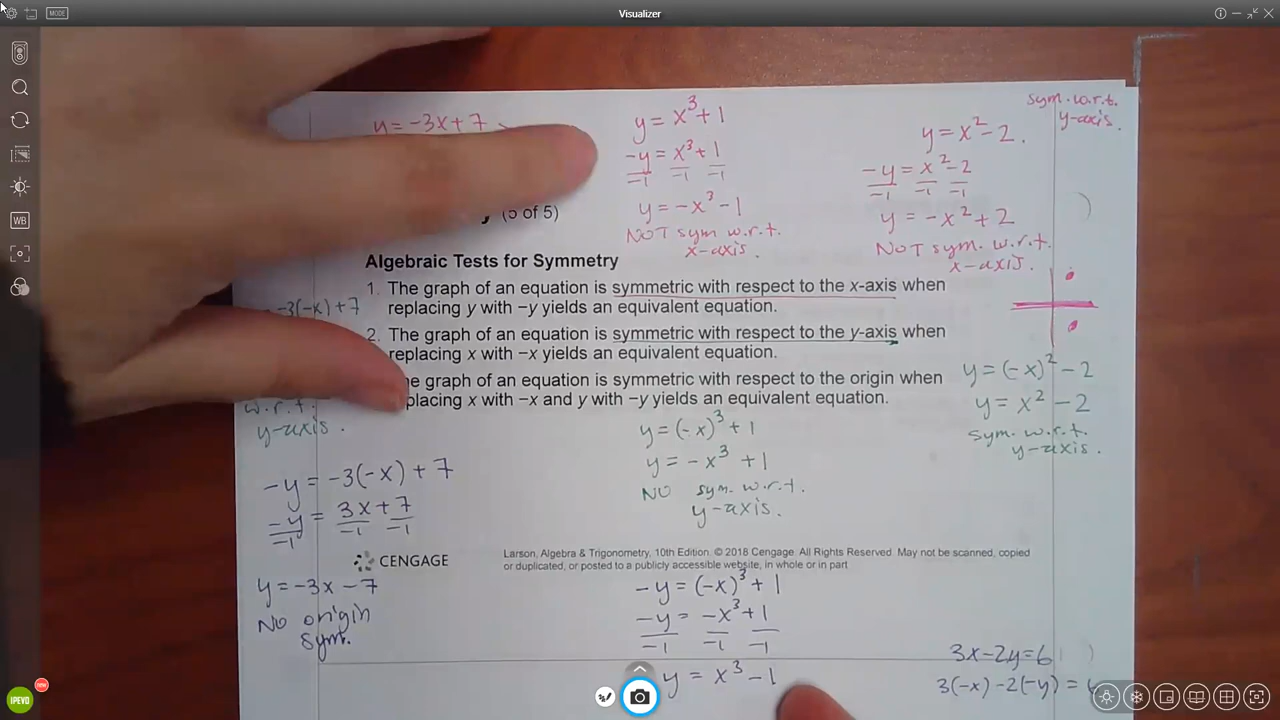 MODE
Visualizer
y = -3x + 7
(5 of 5)
y = x³ + 1
-y = x³ + 1
-1 -1 -1
y = -x³ - 1
NOT sym w.r.t.
x-axis.
y = x² - 2.
-y = x² - 2
-1 -1 -1
y = -x² + 2
NOT sym. w.r.t.
x-axis.
sym. w.r.t.
y-axis.
Algebraic Tests for Symmetry
1. The graph of an equation is symmetric with respect to the x-axis when
replacing y with −y yields an equivalent equation.
2. The graph of an equation is symmetric with respect to the y-axis when
replacing x with −x yields an equivalent equation.
graph of an equation is symmetric with respect to the origin when
placing x with −x and y with −y yields an equivalent equation.
-3(-x) + 7
w.r.t.
y-axis.
-y = -3(-x) + 7
-y = 3x + 7
-1 -1 -1
y = -3x - 7
NO origin
sym.
y = (-x)³ + 1
y = -x³ + 1
NO sym. w.r.t.
y-axis.
y = (-x)² - 2
y = x² - 2
sym. w.r.t.
y-axis.
CENGAGE
Larson, Algebra & Trigonometry, 10th Edition. © 2018 Cengage. All Rights Reserved. May not be scanned, copied
or duplicated, or posted to a publicly accessible website, in whole or in part
-y = (-x)³ + 1
-y = -x³ + 1
-1 -1 -1
y = x³ - 1
3x - 2y = 6
3(-x) - 2(-y) =
WB
IPEVO
new